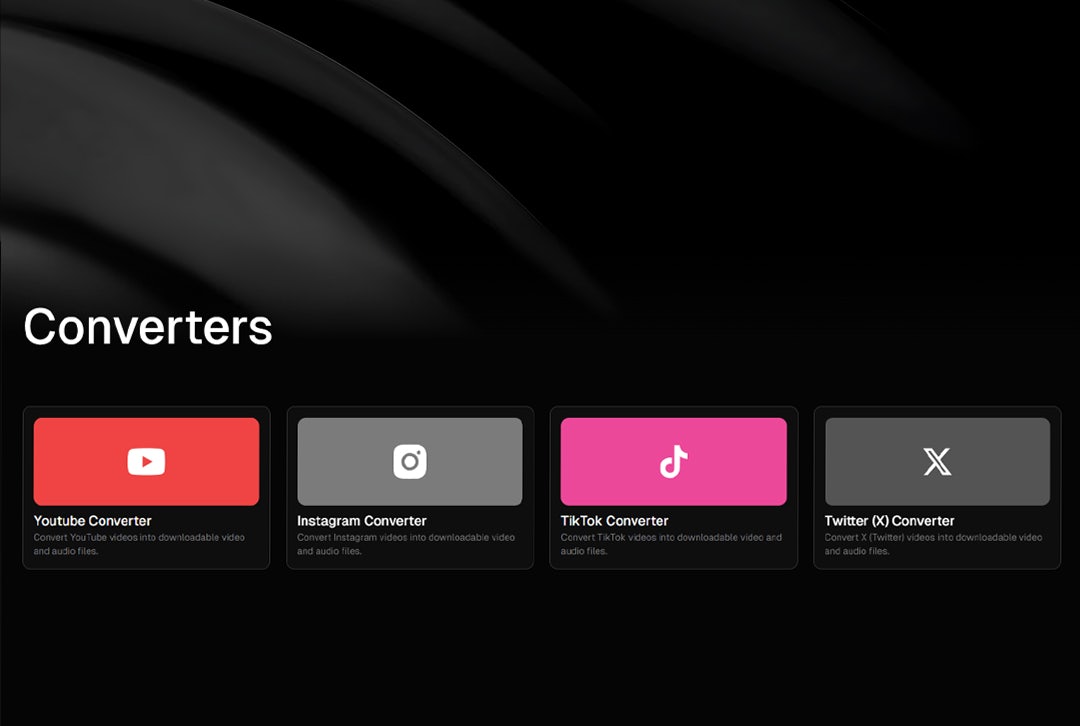 Converters
Youtube Converter
Convert YouTube videos into downloadable video
and audio files.
Instagram Converter
Convert Instagram videos into downloadable video
and audio files.
TikTok Converter
Convert TikTok videos into downloadable video and
audio files.
Twitter (X) Converter
Convert X (Twitter) videos into downloadable video
and audio files.